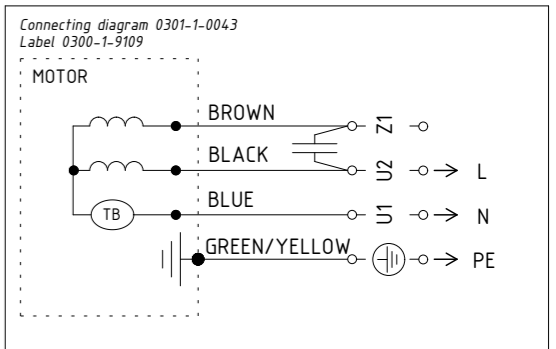 Connecting diagram 0301-1-0043
Label 0300-1-9109
MOTOR
BROWN
Z1
BLACK
U2
L
BLUE
TB
U1
N
GREEN/YELLOW
PE